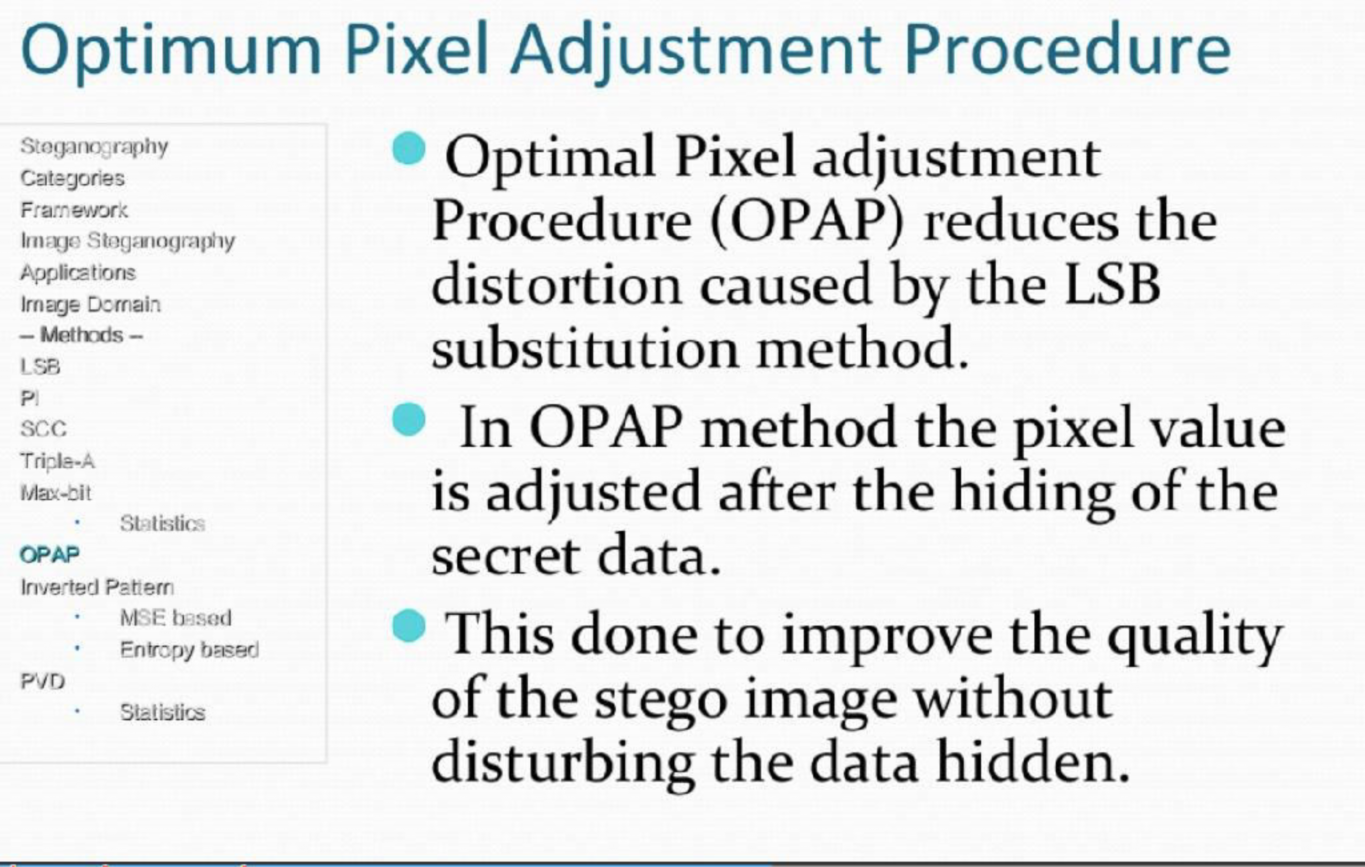 Optimum Pixel Adjustment Procedure
Steganography
Categories
Framework
Image Steganography
Applications
Image Domain
– Methods –
LSB
PI
SCC
Triple-A
Max-bit
• Statistics
OPAP
Inverted Pattern
• MSE based
• Entropy based
PVD
• Statistics
● Optimal Pixel adjustment
Procedure (OPAP) reduces the
distortion caused by the LSB
substitution method.
● In OPAP method the pixel value
is adjusted after the hiding of the
secret data.
● This done to improve the quality
of the stego image without
disturbing the data hidden.